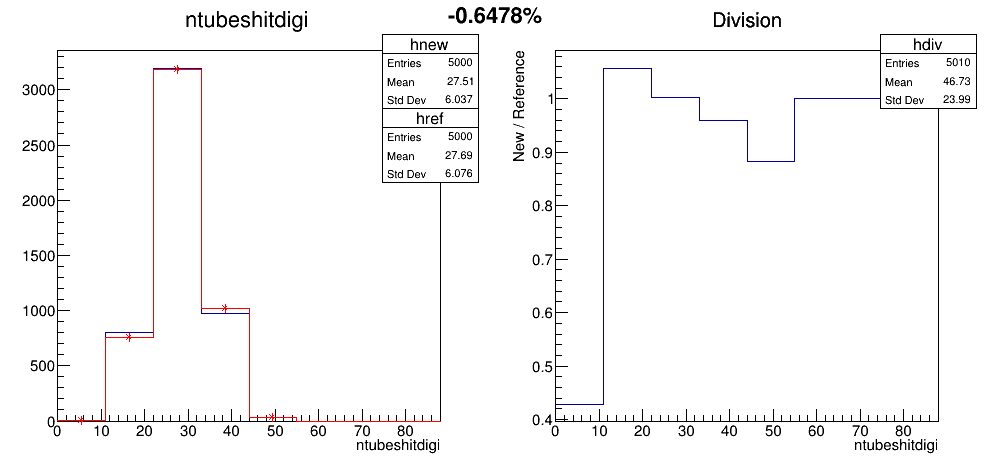 ntubeshitdigi
-0.6478%
Division
hnew
Entries 5000
Mean 27.51
Std Dev 6.037
href
Entries 5000
Mean 27.69
Std Dev 6.076
3000
2500
2000
1500
1000
500
0
0 10 20 30 40 50 60 70 80
ntubeshitdigi
hdiv
Entries 5010
Mean 46.73
Std Dev 23.99
New / Reference
1
0.9
0.8
0.7
0.6
0.5
0.4
0 10 20 30 40 50 60 70 80
ntubeshitdigi